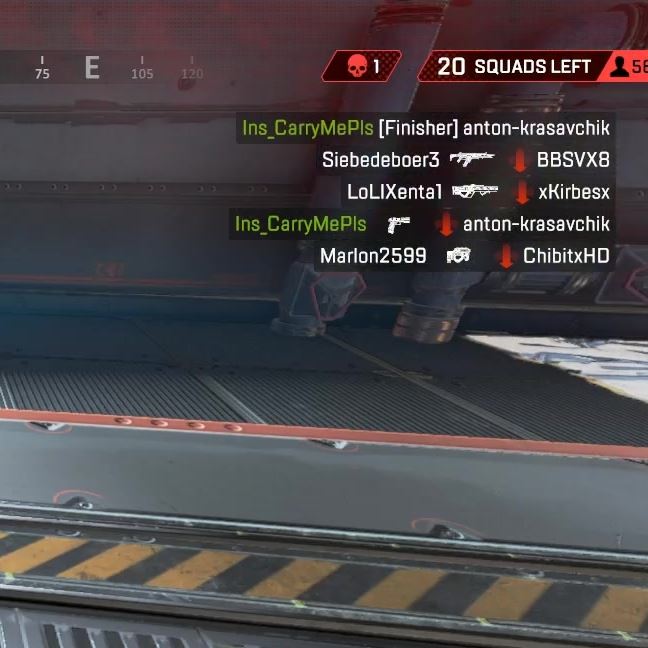 75 E 105 120
1
20 SQUADS LEFT
Ins_CarryMePls [Finisher] anton-krasavchik
Siebedeboer3 BBSVX8
LoLIXenta1 xKirbesx
Ins_CarryMePls anton-krasavchik
Marlon2599 ChibitxHD